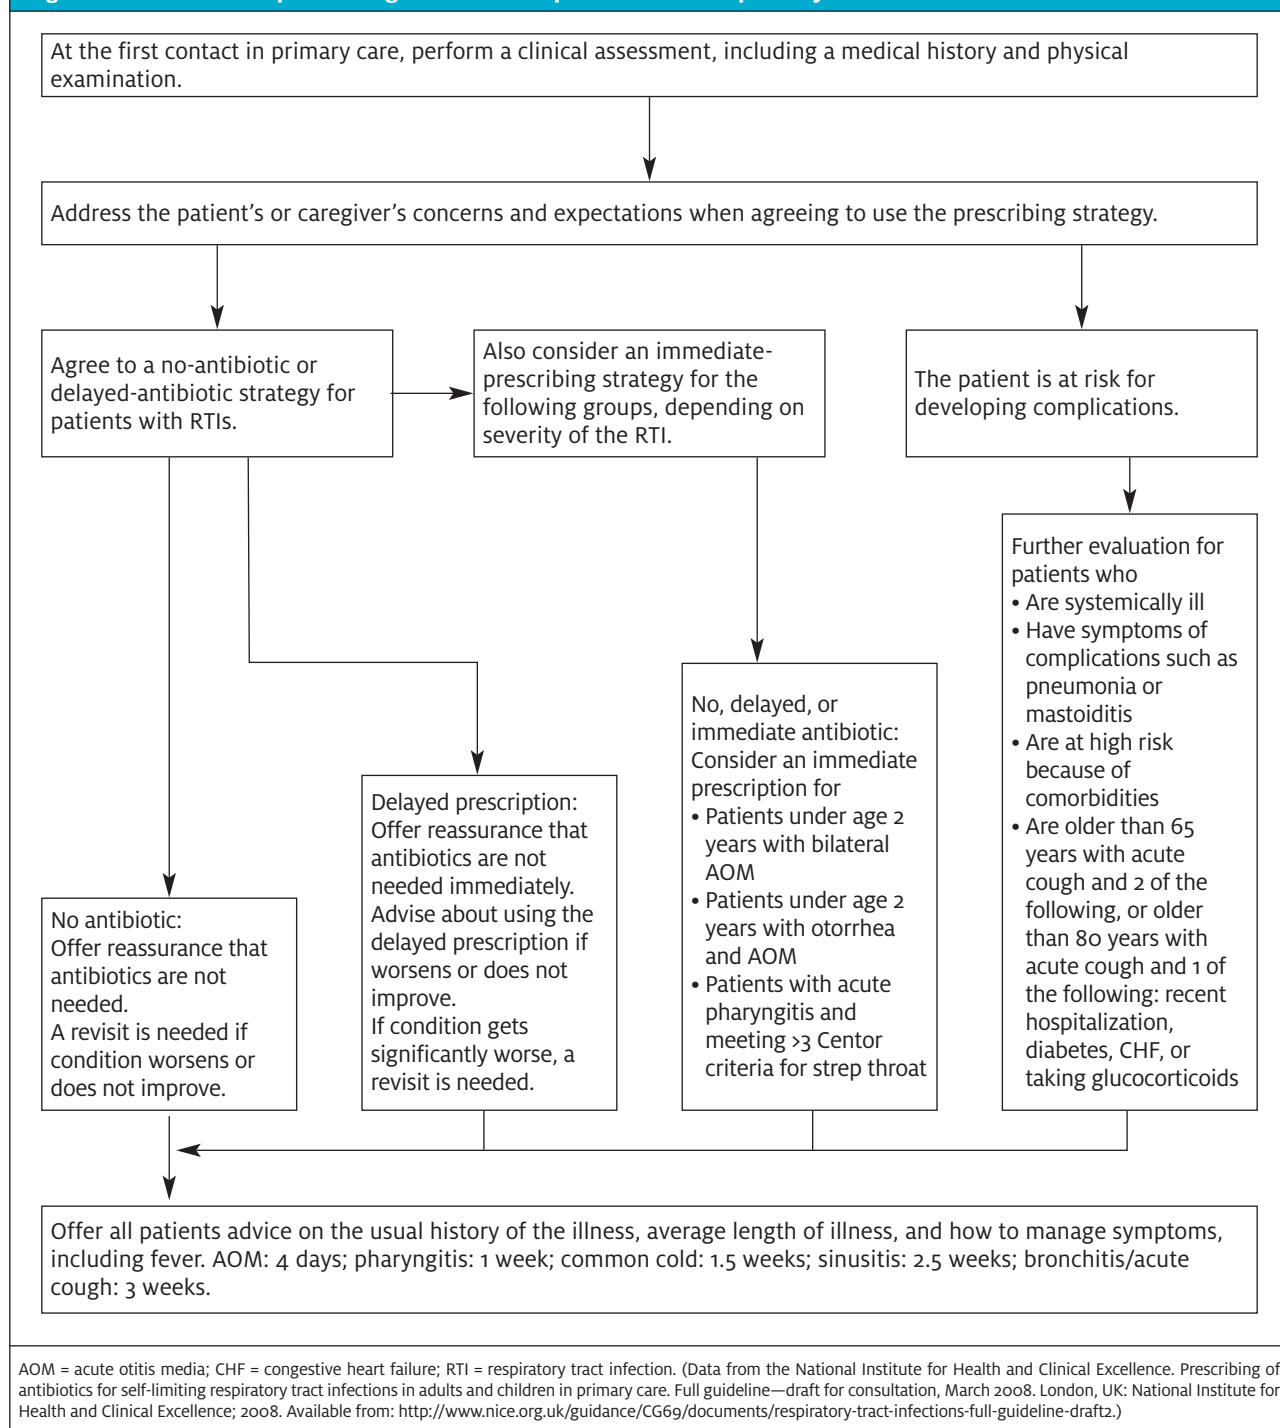 At the first contact in primary care, perform a clinical assessment, including a medical history and physical
examination.
Address the patient’s or caregiver’s concerns and expectations when agreeing to use the prescribing strategy.
Agree to a no-antibiotic or
delayed-antibiotic strategy for
patients with RTIs.
Also consider an immediate-
prescribing strategy for the
following groups, depending on
severity of the RTI.
The patient is at risk for
developing complications.
No antibiotic:
Offer reassurance that
antibiotics are not
needed.
A revisit is needed if
condition worsens or
does not improve.
Delayed prescription:
Offer reassurance that
antibiotics are not
needed immediately.
Advise about using the
delayed prescription if
worsens or does not
improve.
If condition gets
significantly worse, a
revisit is needed.
No, delayed, or
immediate antibiotic:
Consider an immediate
prescription for
• Patients under age 2
years with bilateral
AOM
• Patients under age 2
years with otorrhea
and AOM
• Patients with acute
pharyngitis and
meeting >3 Centor
criteria for strep throat
Further evaluation for
patients who
• Are systemically ill
• Have symptoms of
complications such as
pneumonia or
mastoiditis
• Are at high risk
because of
comorbidities
• Are older than 65
years with acute
cough and 2 of the
following, or older
than 80 years with
acute cough and 1 of
the following: recent
hospitalization,
diabetes, CHF, or
taking glucocorticoids
Offer all patients advice on the usual history of the illness, average length of illness, and how to manage symptoms,
including fever. AOM: 4 days; pharyngitis: 1 week; common cold: 1.5 weeks; sinusitis: 2.5 weeks; bronchitis/acute
cough: 3 weeks.
AOM = acute otitis media; CHF = congestive heart failure; RTI = respiratory tract infection. (Data from the National Institute for Health and Clinical Excellence. Prescribing of
antibiotics for self-limiting respiratory tract infections in adults and children in primary care. Full guideline—draft for consultation, March 2008. London, UK: National Institute for
Health and Clinical Excellence; 2008. Available from: http://www.nice.org.uk/guidance/CG69/documents/respiratory-tract-infections-full-guideline-draft2.)